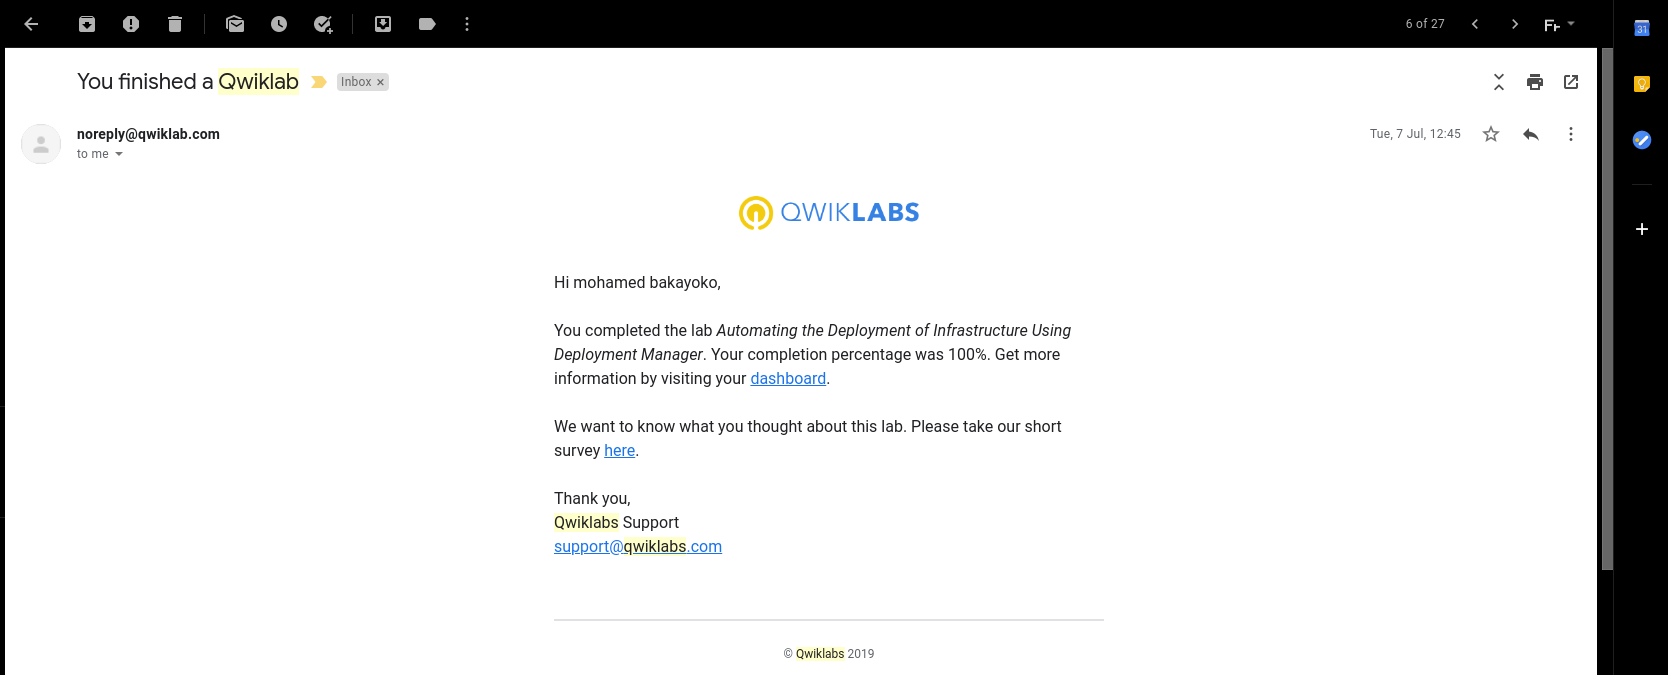 6 of 27
31
You finished a Qwiklab
Inbox ×
noreply@qwiklab.com
Tue, 7 Jul, 12:45
to me
QWIKLABS
Hi mohamed bakayoko,
You completed the lab Automating the Deployment of Infrastructure Using
Deployment Manager. Your completion percentage was 100%. Get more
information by visiting your dashboard.
We want to know what you thought about this lab. Please take our short
survey here.
Thank you,
Qwiklabs Support
support@qwiklabs.com
© Qwiklabs 2019